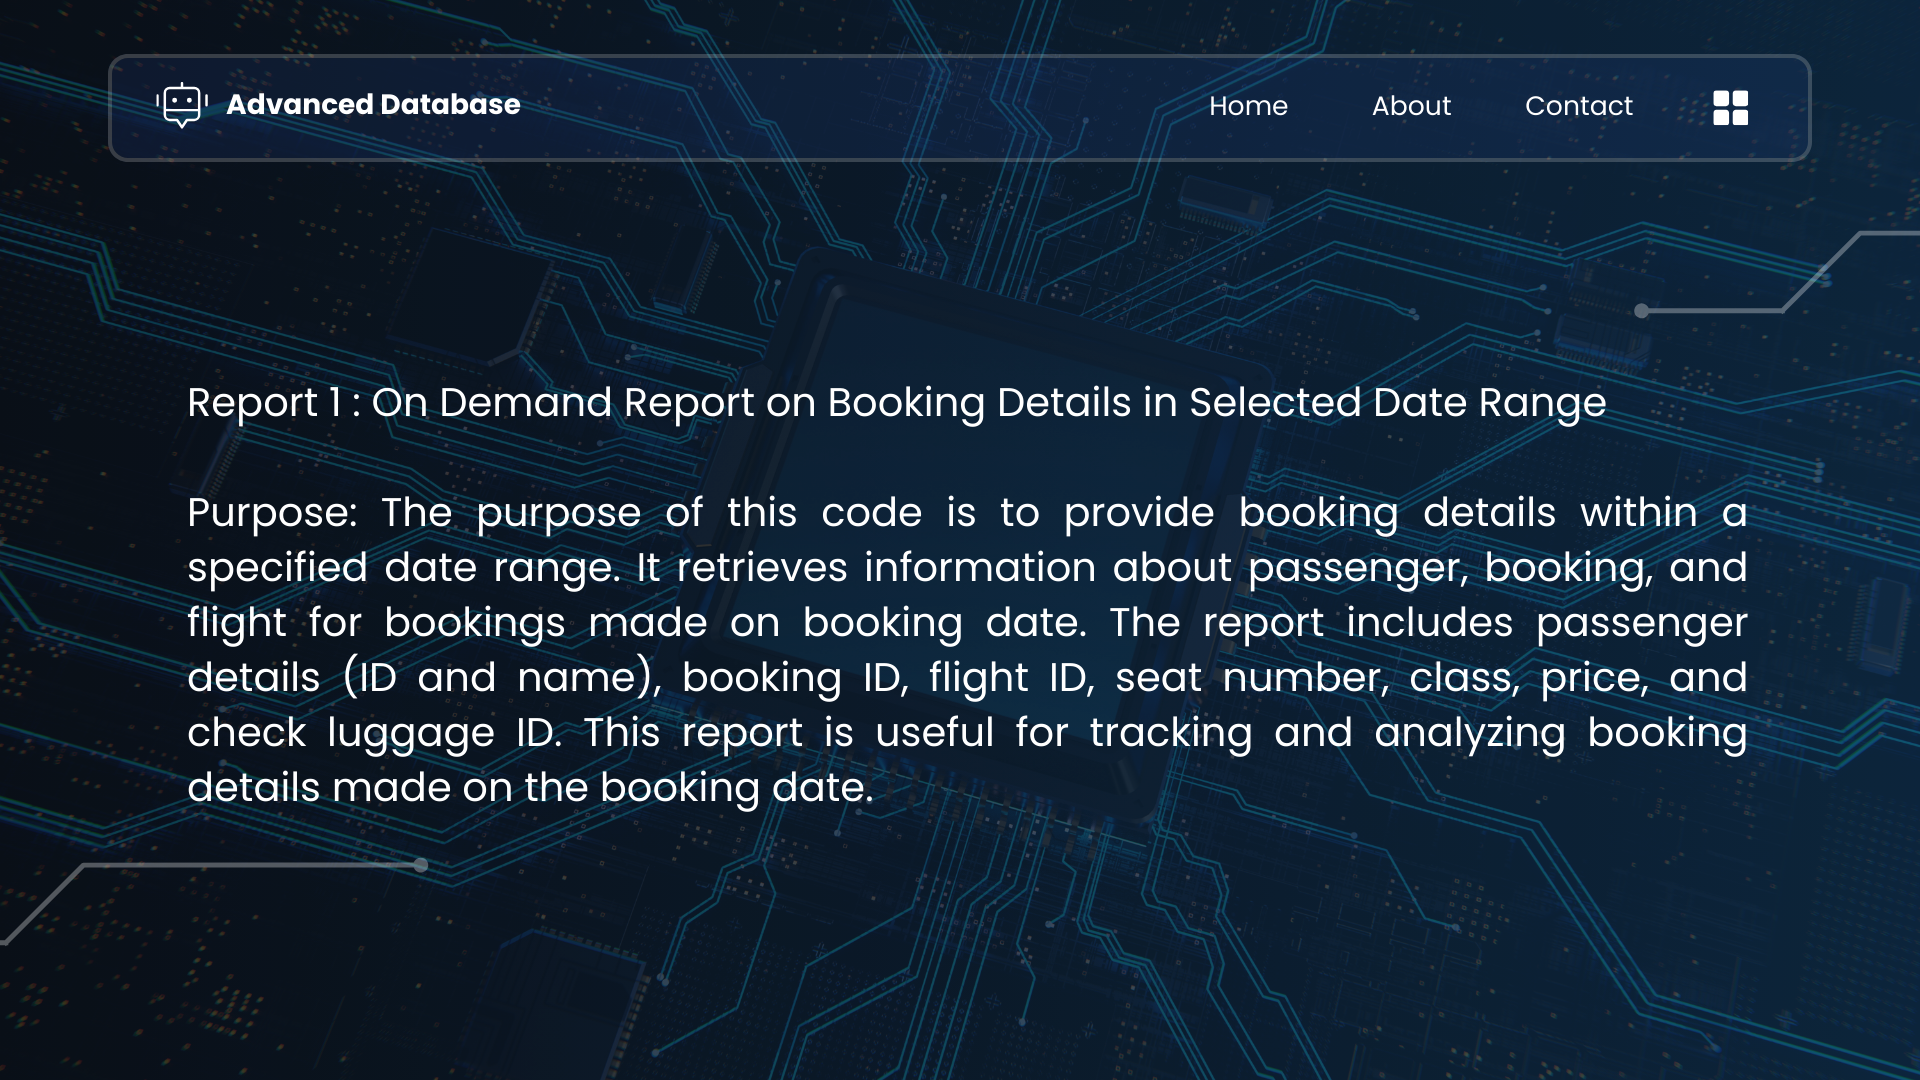 Advanced Database
Home About Contact
Report 1 : On Demand Report on Booking Details in Selected Date Range
Purpose: The purpose of this code is to provide booking details within a
specified date range. It retrieves information about passenger, booking, and
flight for bookings made on booking date. The report includes passenger
details (ID and name), booking ID, flight ID, seat number, class, price, and
check luggage ID. This report is useful for tracking and analyzing booking
details made on the booking date.